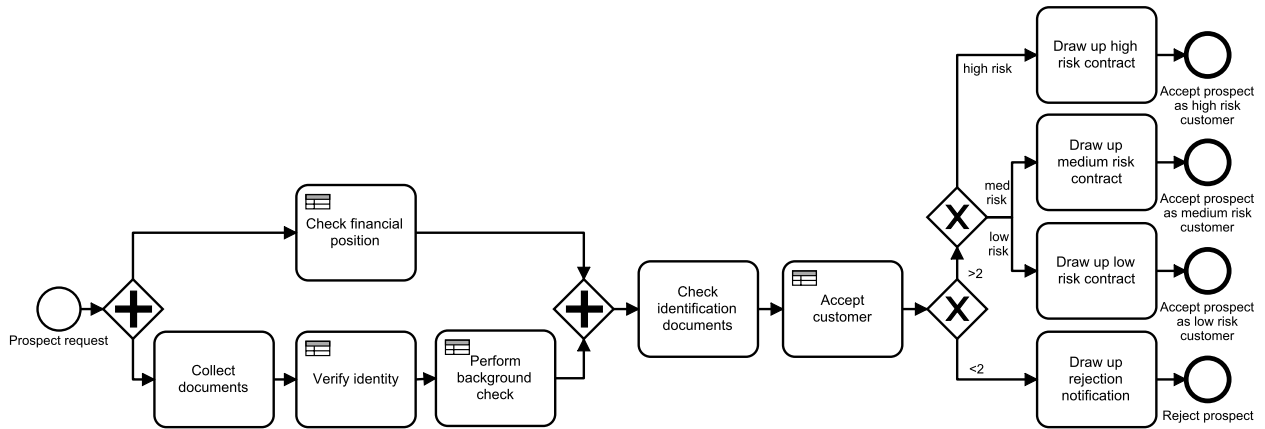 Prospect request
Check financial
position
Collect
documents
Verify identity
Perform
background
check
Check
identification
documents
Accept
customer
>2
<2
high risk
med
risk
low
risk
Draw up high
risk contract
Accept prospect
as high risk
customer
Draw up
medium risk
contract
Accept prospect
as medium risk
customer
Draw up low
risk contract
Accept prospect
as low risk
customer
Draw up
rejection
notification
Reject prospect